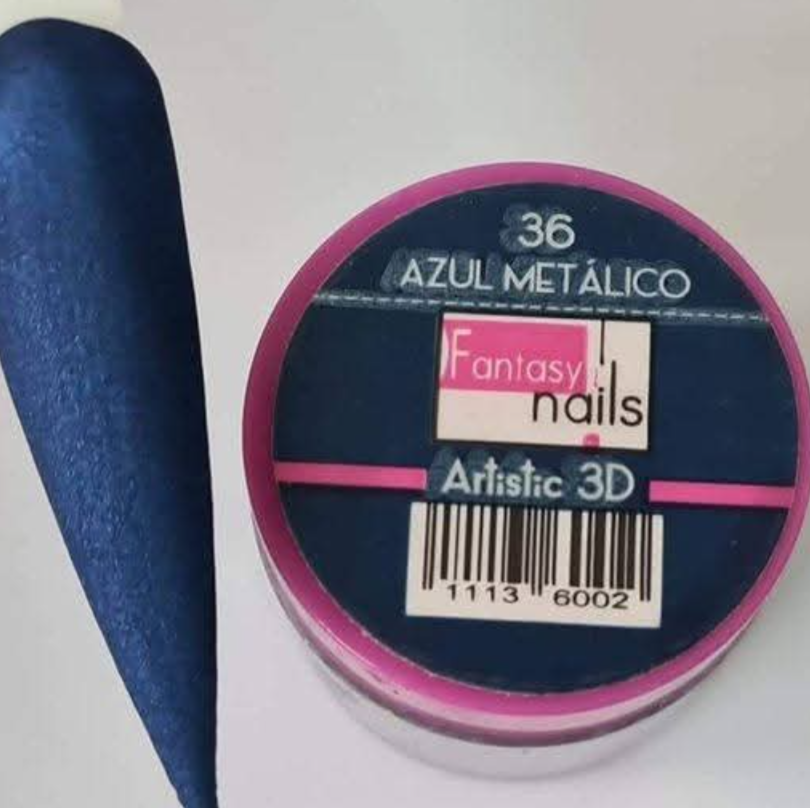 36
AZUL METÁLICO
Fantasy
nails
Artistic 3D
1113 6002